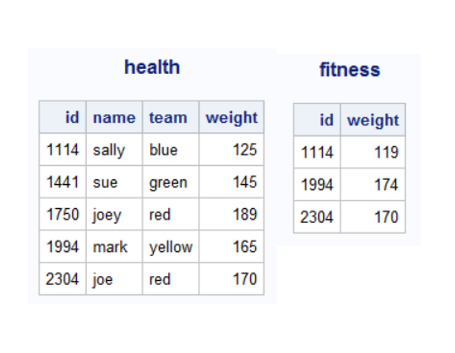 health
id name team weight
1114 sally blue 125
1441 sue green 145
1750 joey red 189
1994 mark yellow 165
2304 joe red 170
fitness
id weight
1114 119
1994 174
2304 170